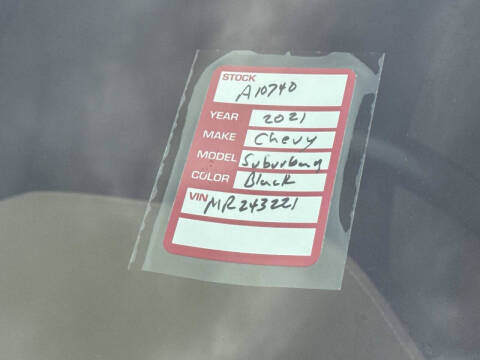 STOCK
A10740
YEAR 2021
MAKE Chevy
MODEL Suburban
COLOR Black
VIN MR243221